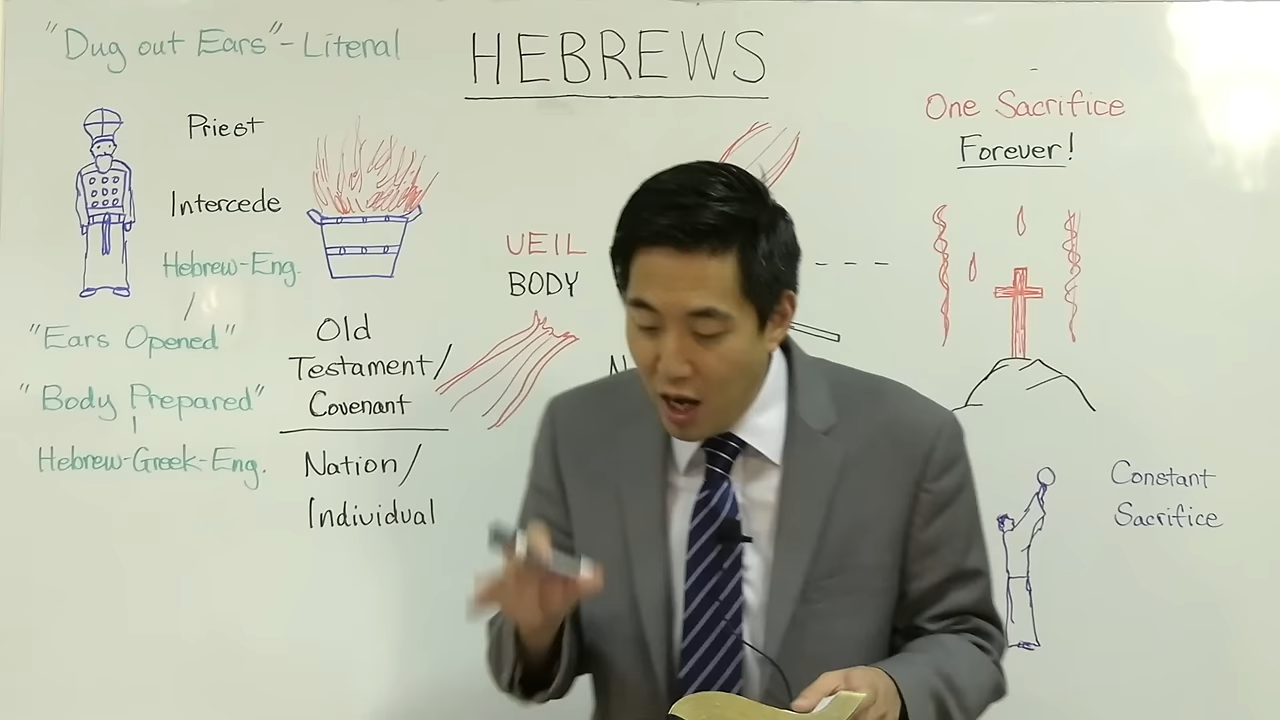 "Dug out Ears" - Literal
HEBREWS
Priest
Intercede
Hebrew-Eng.
"Ears Opened"
"Body Prepared"
Hebrew-Greek-Eng.
Old
Testament/
Covenant
Nation/
Individual
VEIL
BODY
One Sacrifice
Forever!
Constant
Sacrifice